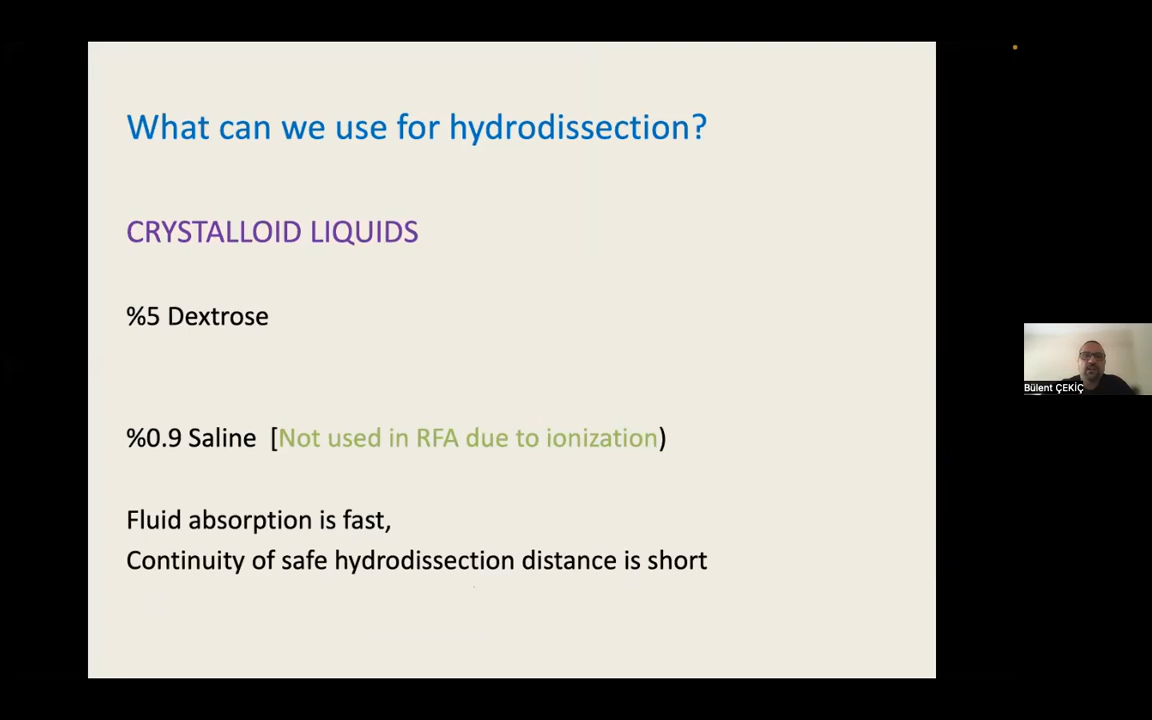 What can we use for hydrodissection?
CRYSTALLOID LIQUIDS
%5 Dextrose
%0.9 Saline [Not used in RFA due to ionization)
Fluid absorption is fast,
Continuity of safe hydrodissection distance is short
Bülent ÇEKİÇ